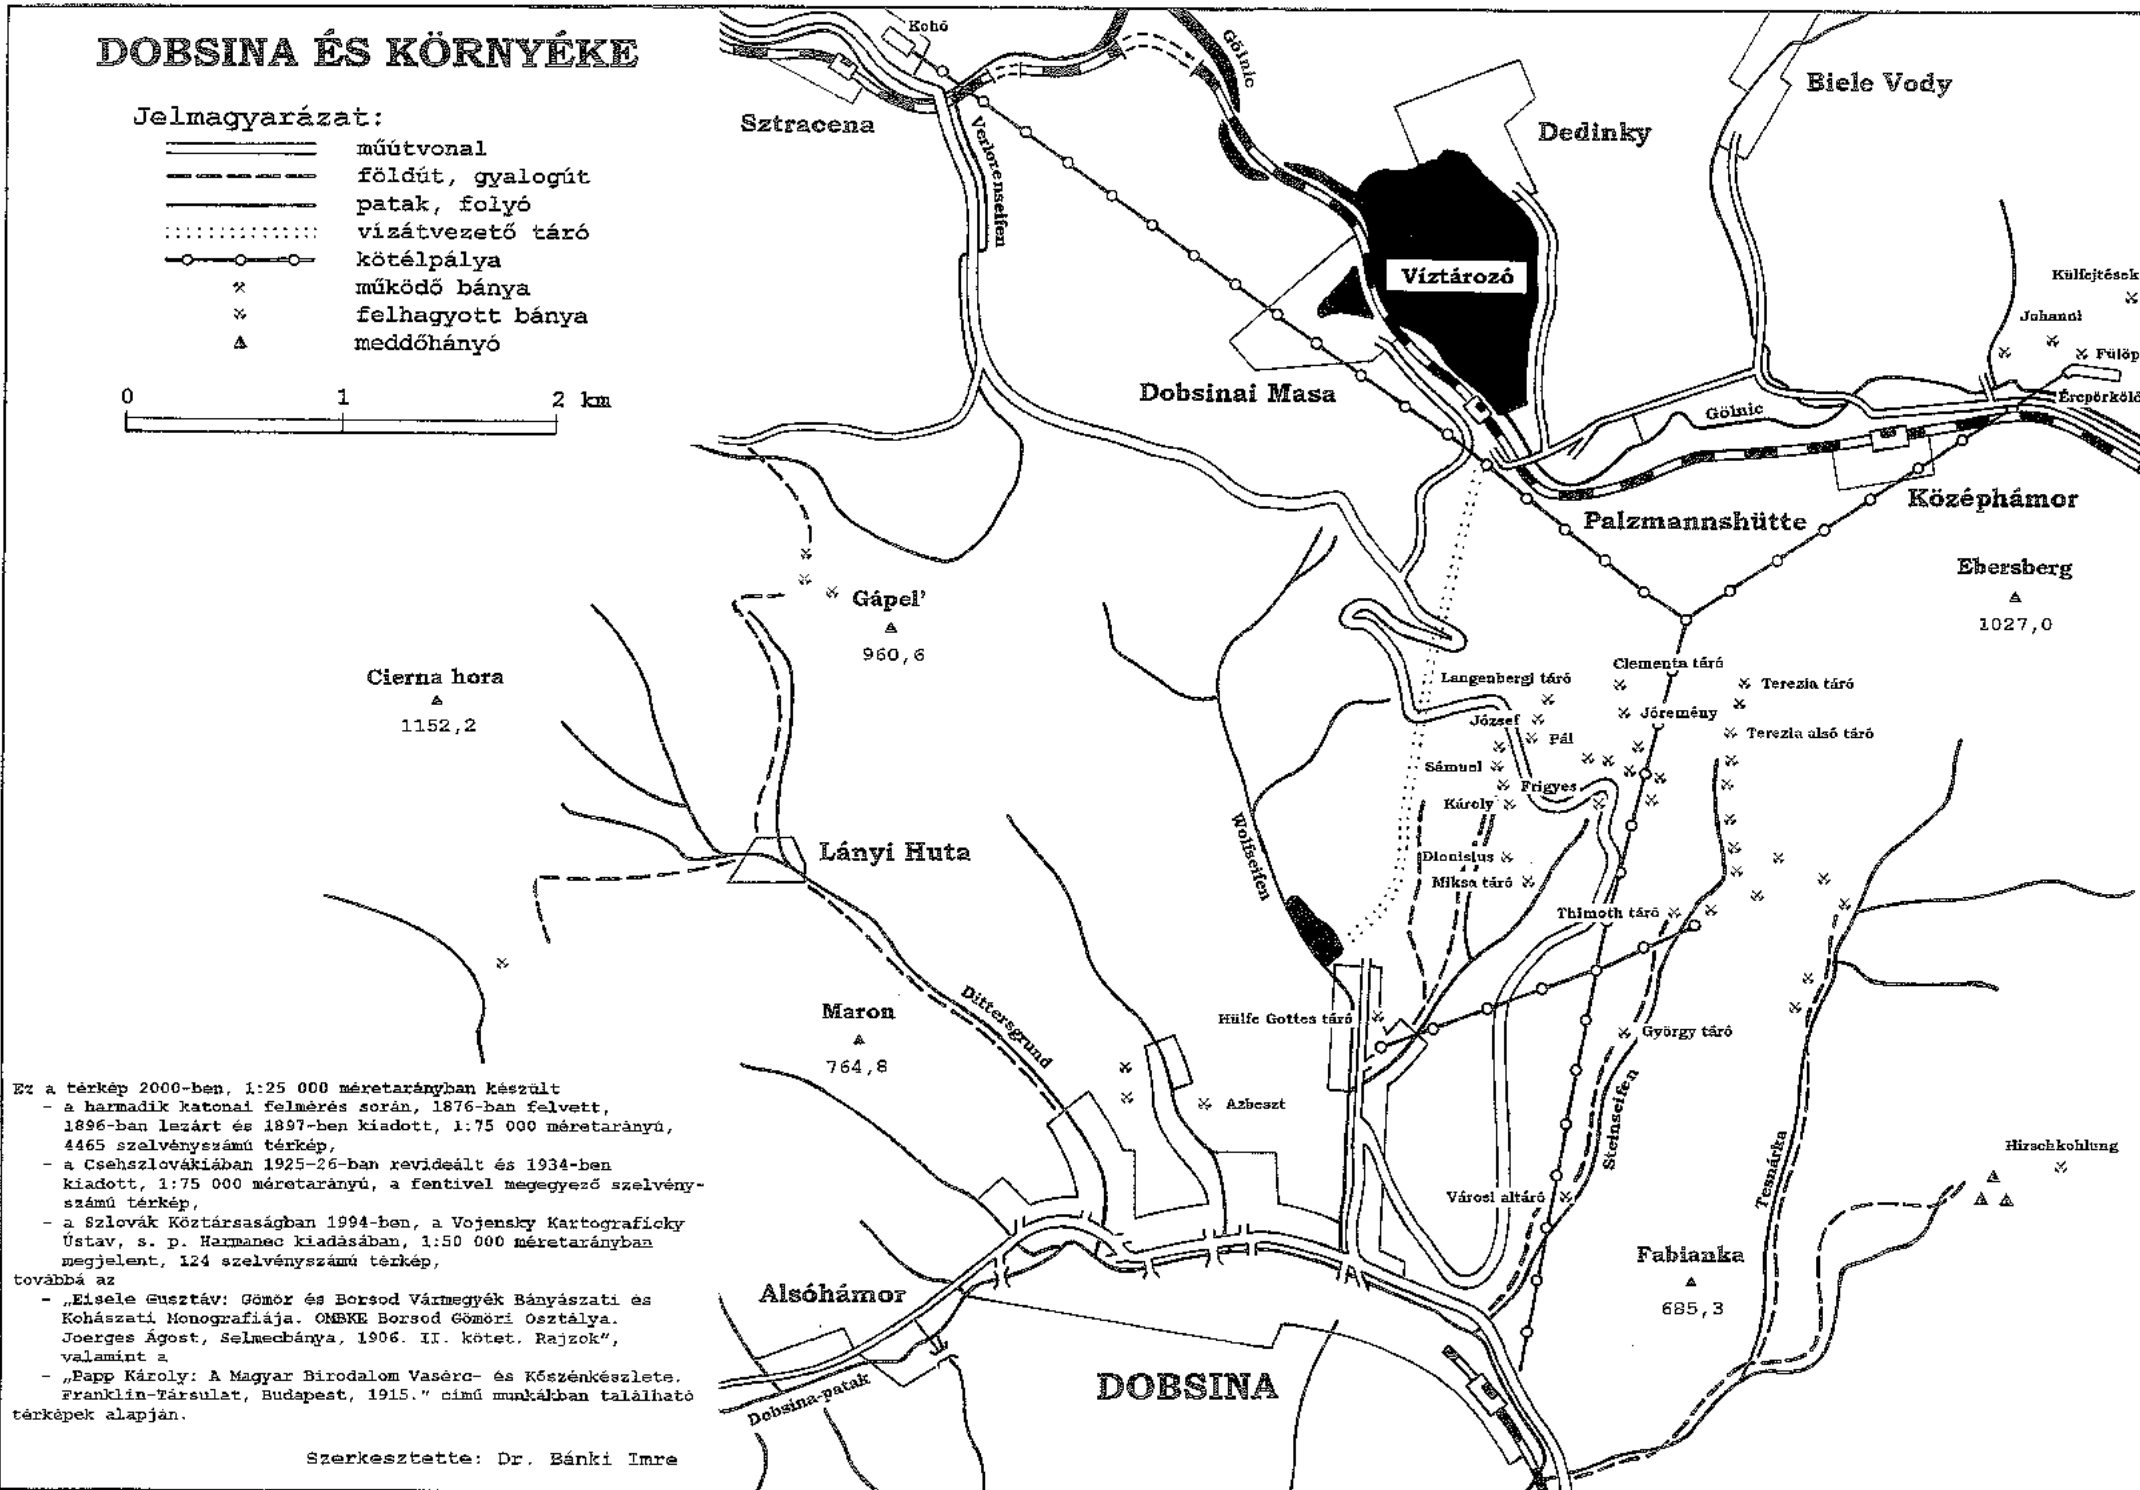 DOBSINA ÉS KÖRNYÉKE
Jelmagyarázat:
műútvonal
földút, gyalogút
patak, folyó
vízátvezető táró
kötélpálya
működő bánya
felhagyott bánya
meddőhányó
0 1 2 km
Kohó
Gölnic
Biele Vody
Sztracena
Verlorenseifen
Dedinky
Víztározó
Külfejtések
Johanni
Fülöp
Ércpörkölő
Dobsinai Masa
Gölnic
Középhámor
Palzmannshütte
Ebersberg
1027,0
Gápel'
960,6
Cierna hora
1152,2
Clementa táró
Langenbergi táró
Terezia táró
József
Jóremény
Pál
Terezia alsó táró
Sámuel
Frigyes
Károly
Wolfseifen
Lányi Huta
Dionisius
Miksa táró
Thimoth táró
Dittersgrund
Maron
764,8
Hülfe Gottes táró
György táró
Azbeszt
Steinseifen
Tesnárka
Hirschkohlung
Városi altáró
Fabianka
685,3
Alsóhámor
DOBSINA
Dobsina-patak
Ez a térkép 2000-ben, 1:25 000 méretarányban készült
- a harmadik katonai felmérés során, 1876-ban felvett,
1896-ban lezárt és 1897-ben kiadott, 1:75 000 méretarányú,
4465 szelvényszámú térkép,
- a Csehszlovákiában 1925-26-ban revideált és 1934-ben
kiadott, 1:75 000 méretarányú, a fentivel megegyező szelvény-
számú térkép,
- a Szlovák Köztársaságban 1994-ben, a Vojensky Kartograficky
Ústav, s. p. Harmanec kiadásában, 1:50 000 méretarányban
megjelent, 124 szelvényszámú térkép,
továbbá az
- „Eisele Gusztáv: Gömör és Borsod Vármegyék Bányászati és
Kohászati Monografiája. OMBKE Borsod Gömöri Osztálya.
Joerges Ágost, Selmecbánya, 1906. II. kötet. Rajzok",
valamint a
- „Papp Károly: A Magyar Birodalom Vasérc- és Kőszénkészlete.
Franklin-Társulat, Budapest, 1915." című munkákban található
térképek alapján.
Szerkesztette: Dr. Bánki Imre